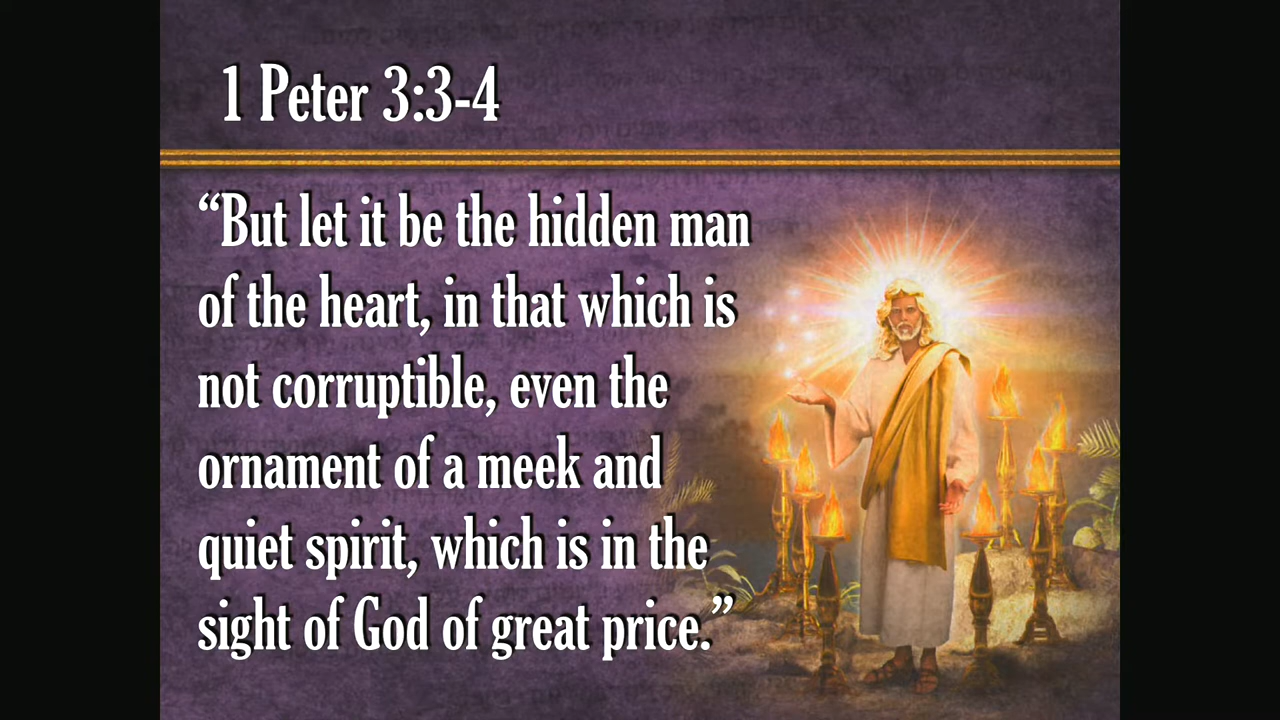 1 Peter 3:3-4
“But let it be the hidden man
of the heart, in that which is
not corruptible, even the
ornament of a meek and
quiet spirit, which is in the
sight of God of great price.”